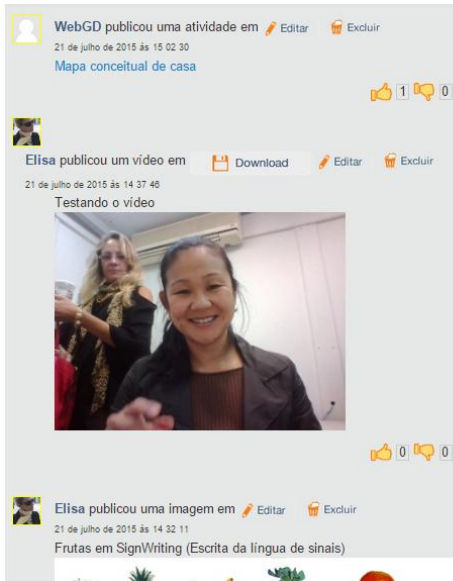 WebGD publicou uma atividade em Editar Excluir
21 de julho de 2015 ás 15 02 30
Mapa conceitual de casa
1 0
Elisa publicou um vídeo em Download Editar Excluir
21 de julho de 2015 ás 14 37 46
Testando o vídeo
0 0
Elisa publicou uma imagem em Editar Excluir
21 de julho de 2015 ás 14 32 11
Frutas em SignWriting (Escrita da língua de sinais)